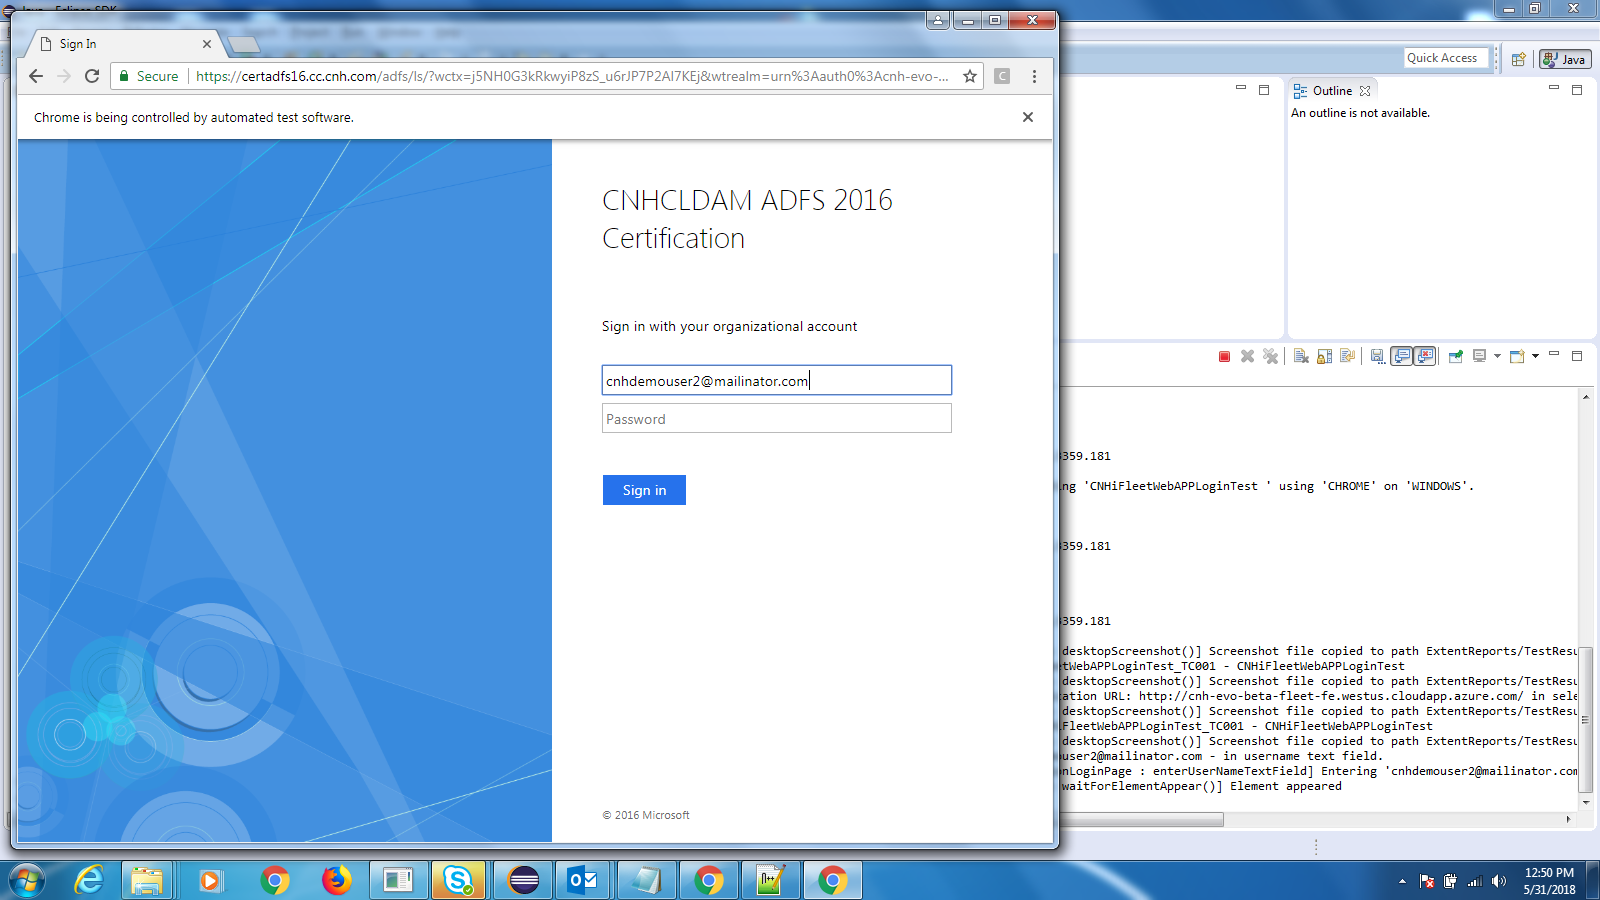 Java - Eclipse SDK
Sign In
Secure
https://certadfs16.cc.cnh.com/adfs/ls/?wctx=j5NH0G3kRkwyiP8zS_u6rJP7P2AI7KEj&wtrealm=urn%3Aauth0%3Acnh-evo-...
C
Chrome is being controlled by automated test software.
CNHCLDAM ADFS 2016
Certification
Sign in with your organizational account
cnhdemouser2@mailinator.com
Password
Sign in
© 2016 Microsoft
Quick Access
Java
Outline
An outline is not available.
359.181
ng 'CNHiFleetWebAPPLoginTest ' using 'CHROME' on 'WINDOWS'.
359.181
359.181
desktopScreenshot()] Screenshot file copied to path ExtentReports/TestResu
tWebAPPLoginTest_TC001 - CNHiFleetWebAPPLoginTest
desktopScreenshot()] Screenshot file copied to path ExtentReports/TestResu
tation URL: http://cnh-evo-beta-fleet-fe.westus.cloudapp.azure.com/ in sele
desktopScreenshot()] Screenshot file copied to path ExtentReports/TestResu
FleetWebAPPLoginTest_TC001 - CNHiFleetWebAPPLoginTest
desktopScreenshot()] Screenshot file copied to path ExtentReports/TestResu
user2@mailinator.com - in username text field.
onLoginPage : enterUserNameTextField] Entering 'cnhdemouser2@mailinator.com
waitForElementAppear()] Element appeared
12:50 PM
5/31/2018